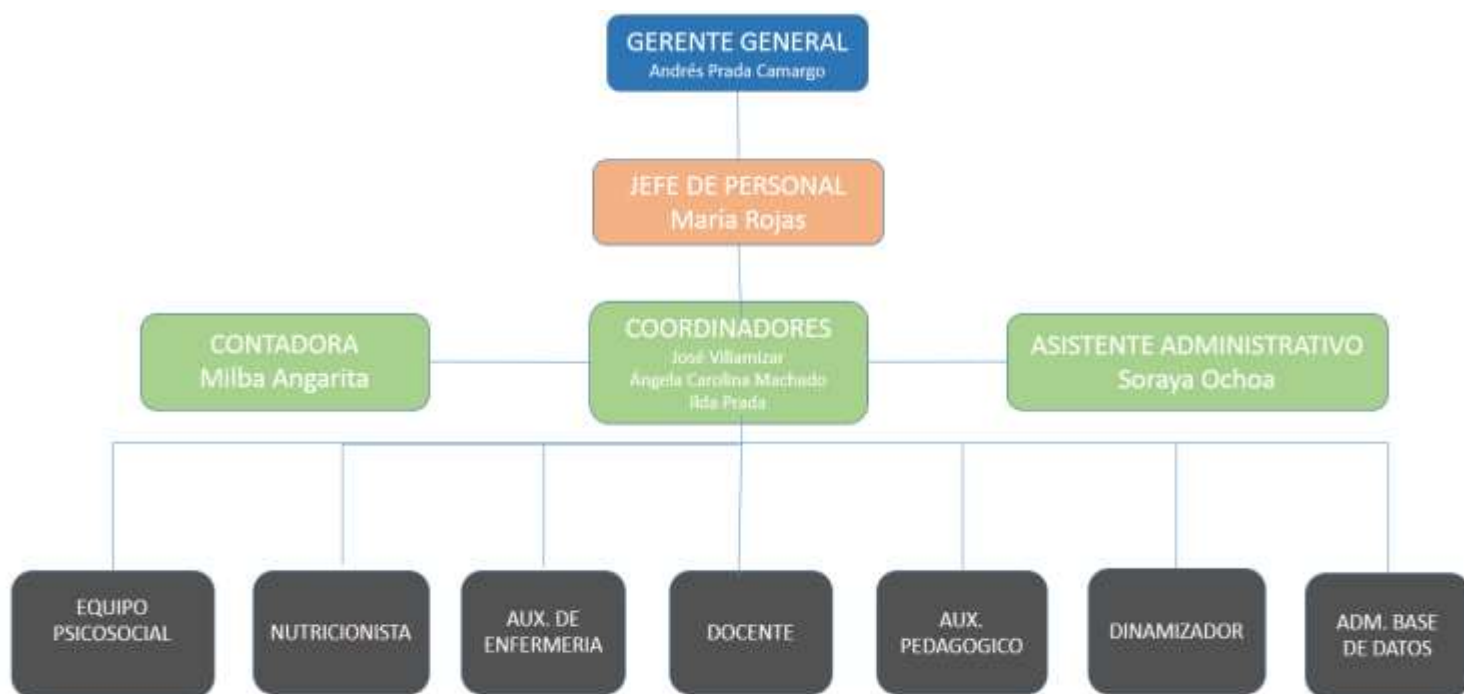 GERENTE GENERAL
Andrés Prada Camargo
JEFE DE PERSONAL
María Rojas
CONTADORA
Milba Angarita
COORDINADORES
José Villamizar
Ángela Carolina Machado
Ilda Prada
ASISTENTE ADMINISTRATIVO
Soraya Ochoa
EQUIPO
PSICOSOCIAL
NUTRICIONISTA
AUX. DE
ENFERMERIA
DOCENTE
AUX.
PEDAGOGICO
DINAMIZADOR
ADM. BASE
DE DATOS